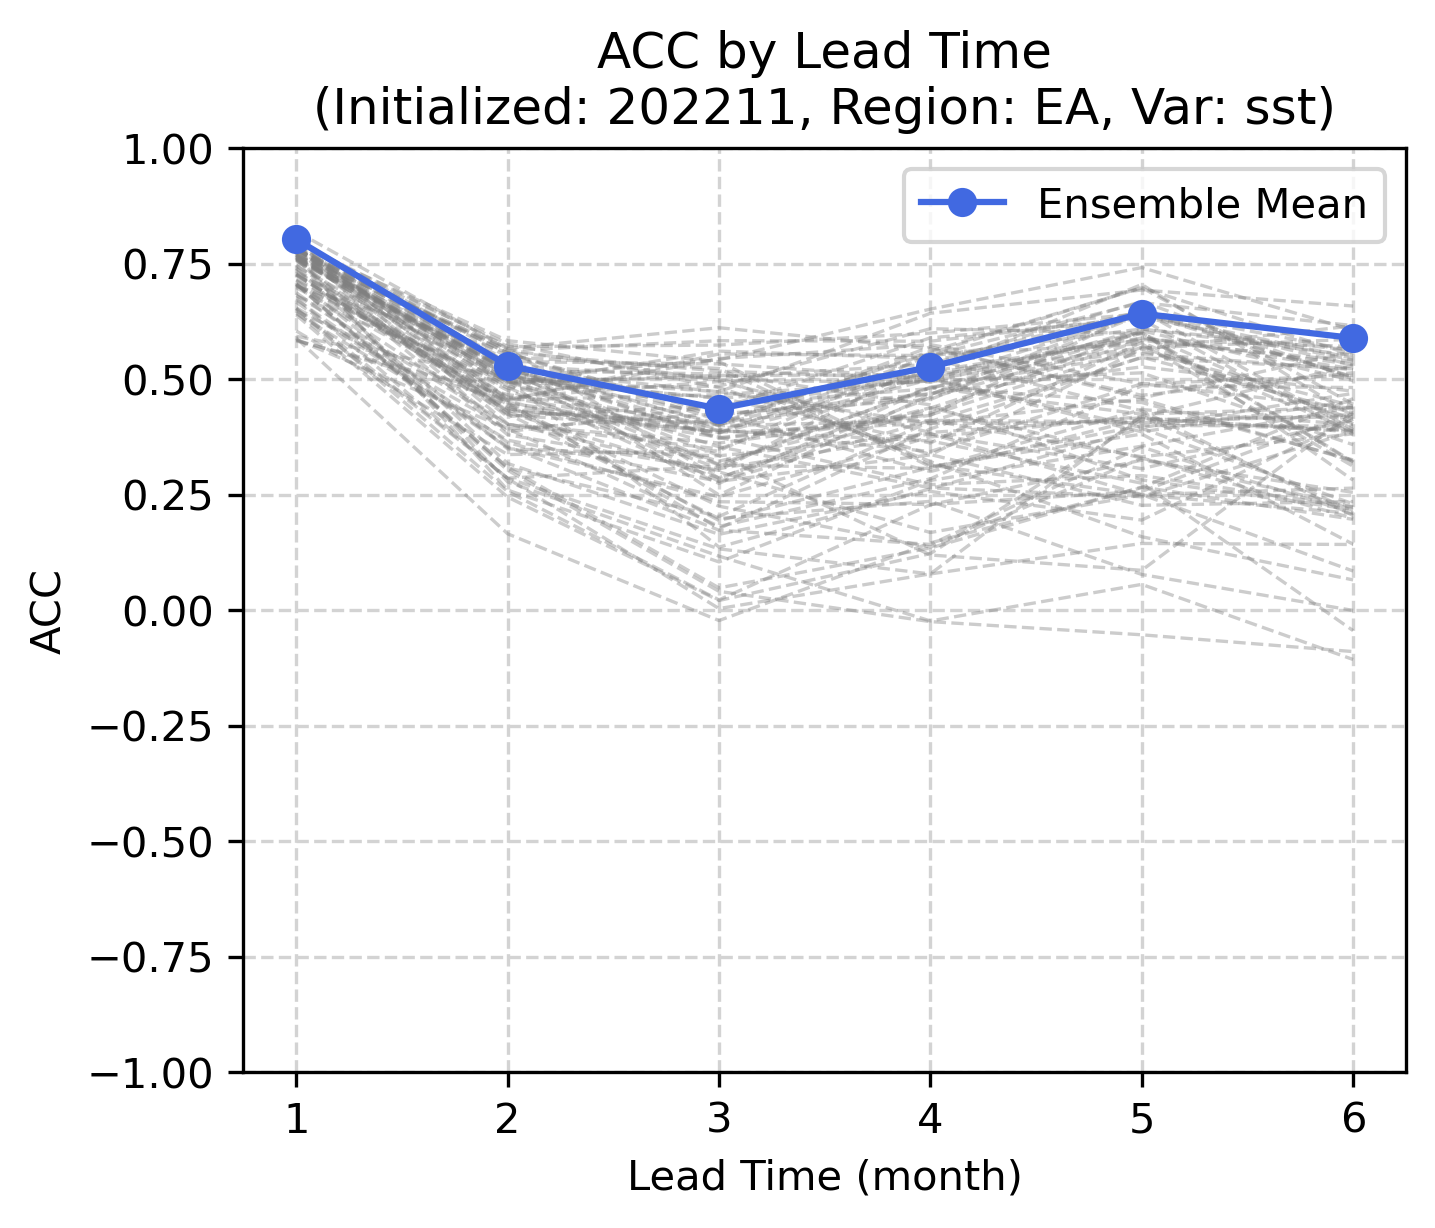 ACC by Lead Time
(Initialized: 202211, Region: EA, Var: sst)
Ensemble Mean
ACC
1.00
0.75
0.50
0.25
0.00
−0.25
−0.50
−0.75
−1.00
1 2 3 4 5 6
Lead Time (month)